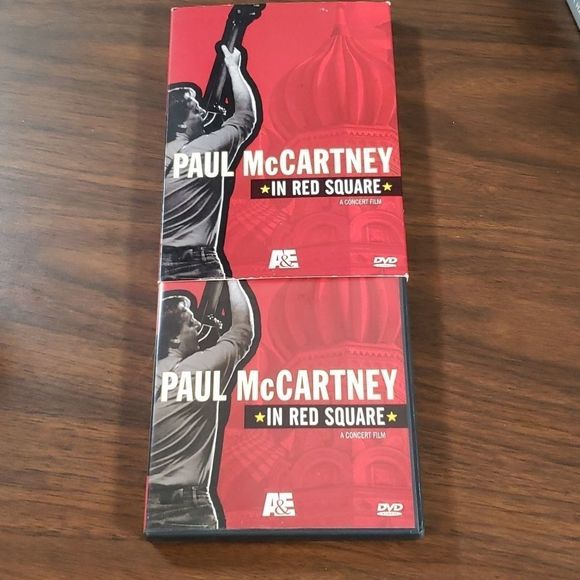 PAUL McCARTNEY
★IN RED SQUARE★
A CONCERT FILM
A&E
DVD
PAUL McCARTNEY
★IN RED SQUARE★
A CONCERT FILM
A&E
DVD